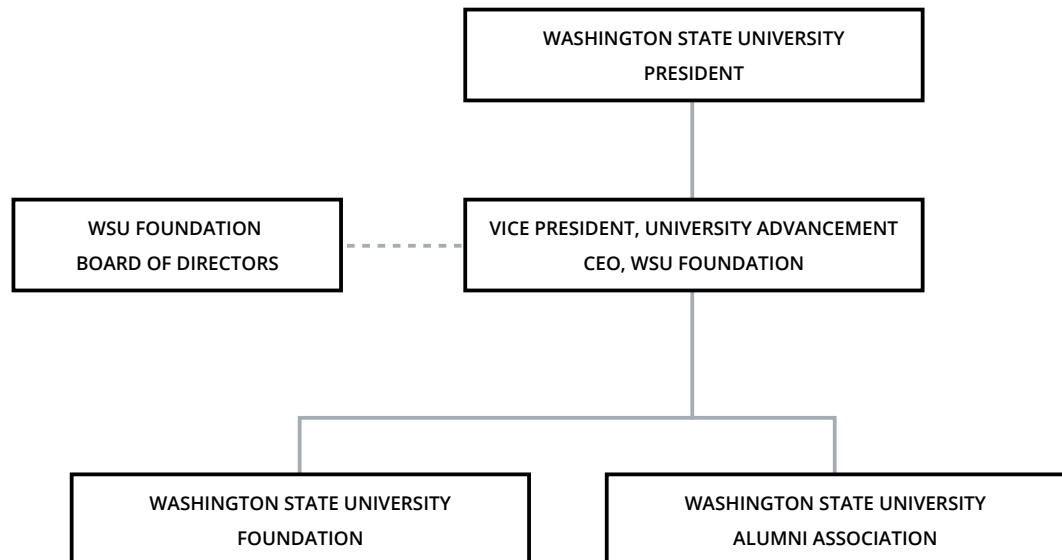 WASHINGTON STATE UNIVERSITY
PRESIDENT
WSU FOUNDATION
BOARD OF DIRECTORS
VICE PRESIDENT, UNIVERSITY ADVANCEMENT
CEO, WSU FOUNDATION
WASHINGTON STATE UNIVERSITY
FOUNDATION
WASHINGTON STATE UNIVERSITY
ALUMNI ASSOCIATION